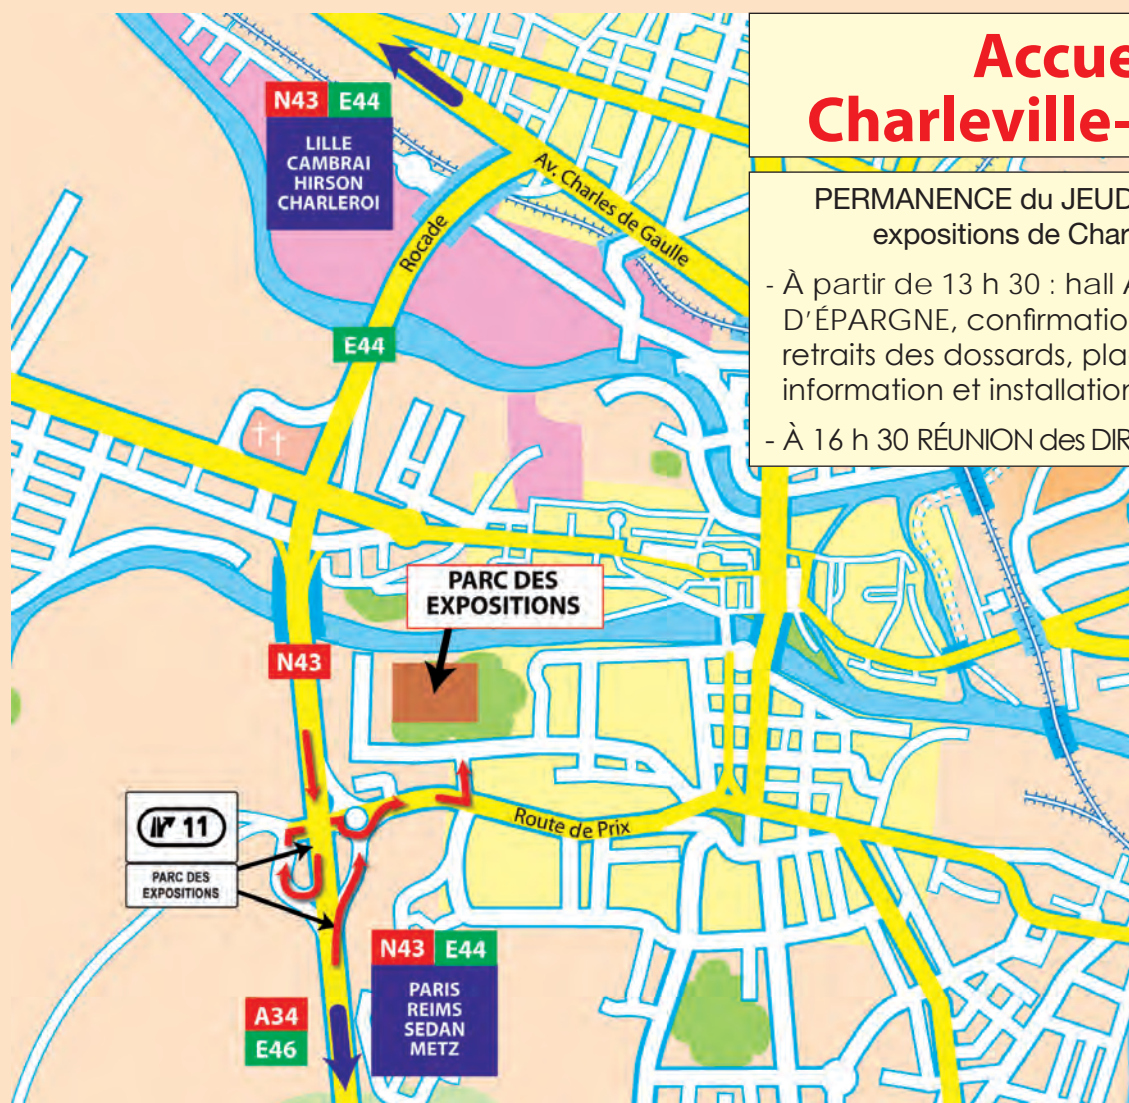 Accue
Charleville-
PERMANENCE du JEUD
expositions de Char
- À partir de 13 h 30 : hall A
D'ÉPARGNE, confirmatio
retraits des dossards, pla
information et installation
- À 16 h 30 RÉUNION des DIR
N43 E44
LILLE
CAMBRAI
HIRSON
CHARLEROI
Av. Charles de Gaulle
Rocade
E44
PARC DES
EXPOSITIONS
N43
11
PARC DES
EXPOSITIONS
Route de Prix
N43 E44
PARIS
REIMS
SEDAN
METZ
A34
E46